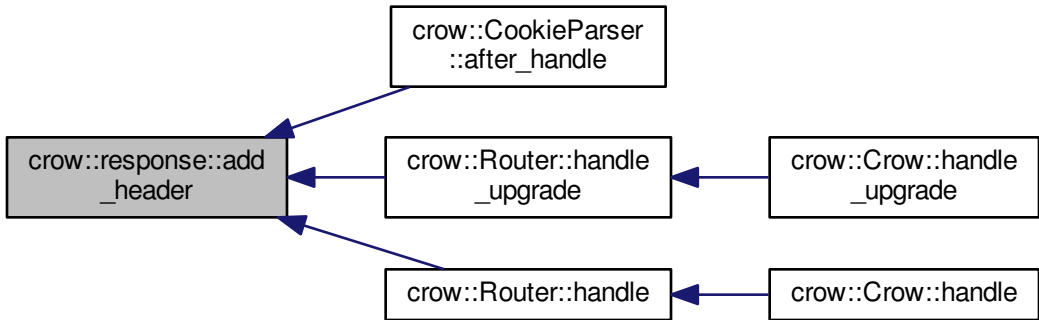 crow::CookieParser
::after_handle
crow::response::add
_header
crow::Router::handle
_upgrade
crow::Crow::handle
_upgrade
crow::Router::handle
crow::Crow::handle